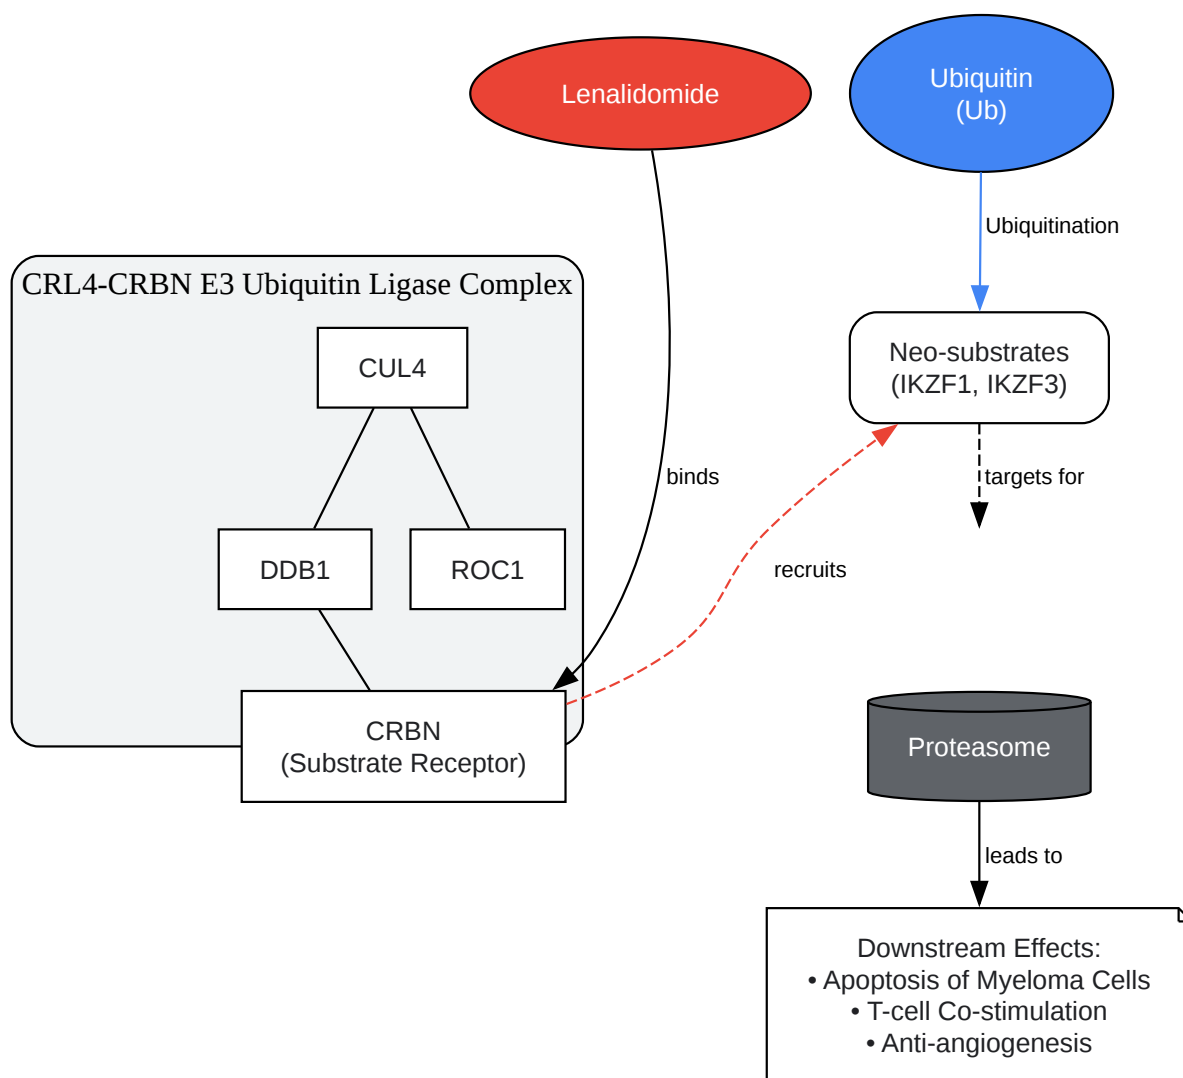 Lenalidomide
Ubiquitin
(Ub)
Ubiquitination
CRL4-CRBN E3 Ubiquitin Ligase Complex
CUL4
Neo-substrates
(IKZF1, IKZF3)
binds
targets for
DDB1
ROC1
recruits
CRBN
(Substrate Receptor)
Proteasome
leads to
Downstream Effects:
• Apoptosis of Myeloma Cells
• T-cell Co-stimulation
• Anti-angiogenesis